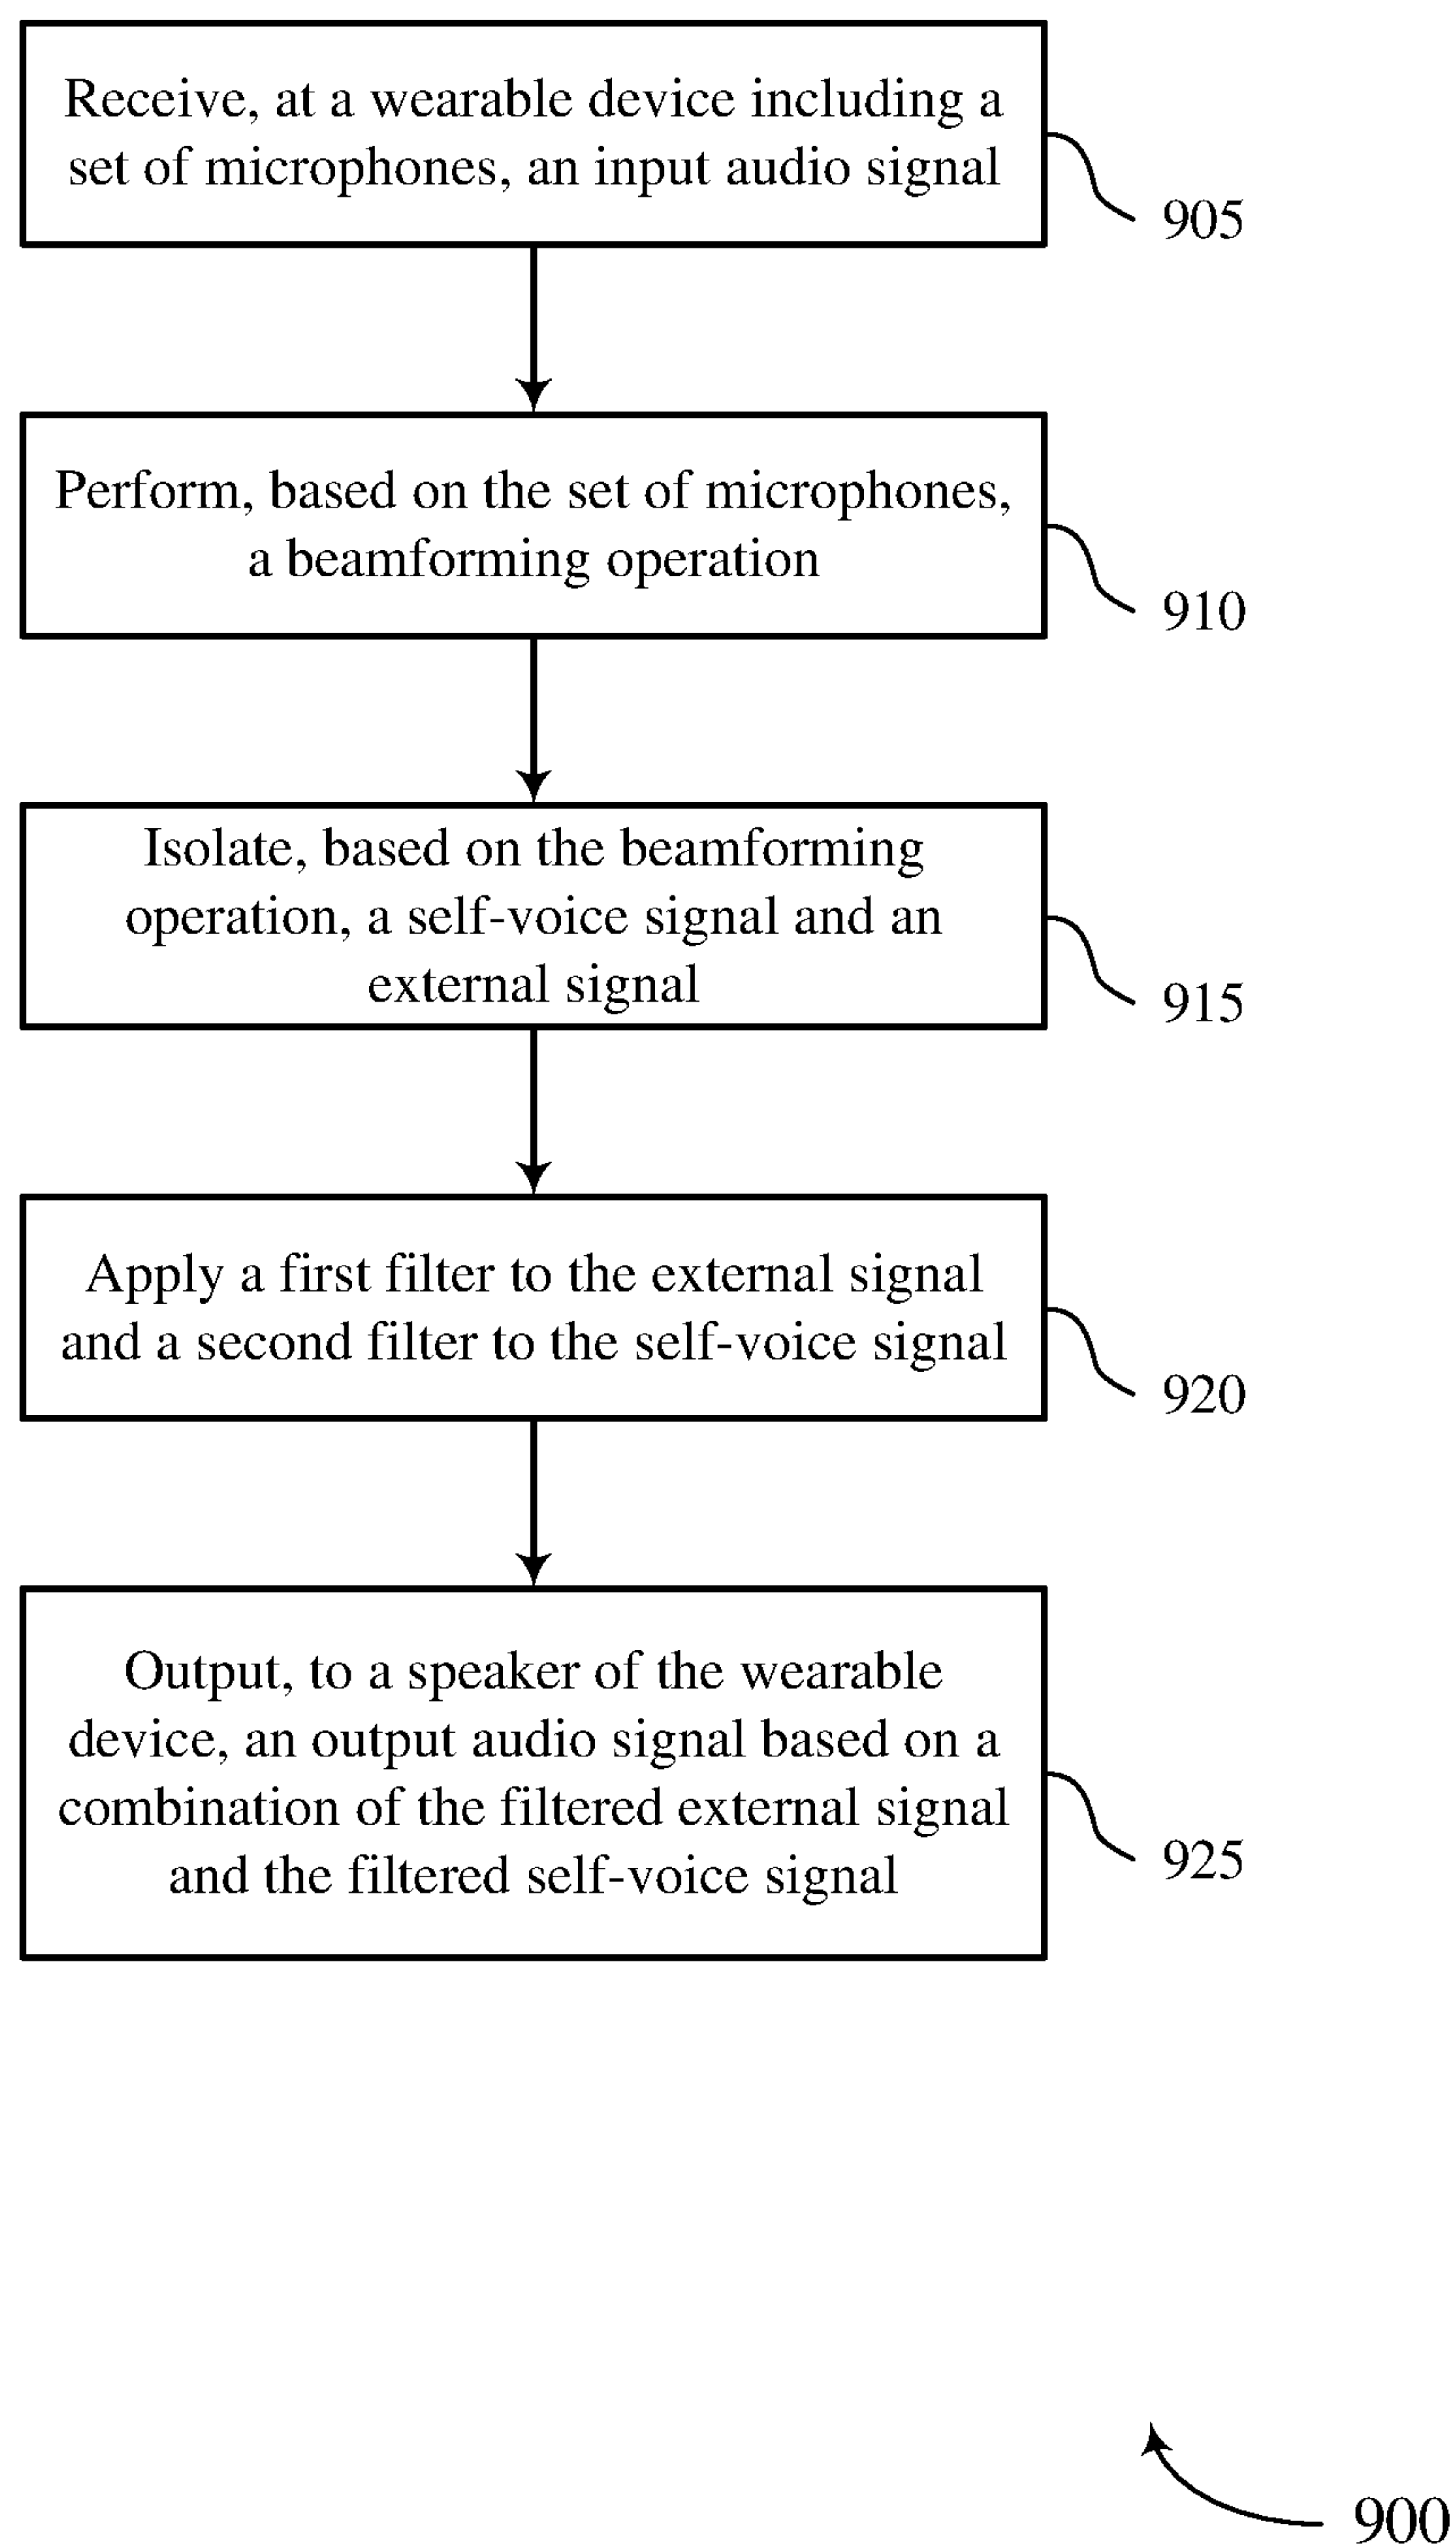 Receive, at a wearable device including a
set of microphones, an input audio signal
905
Perform, based on the set of microphones,
a beamforming operation
910
Isolate, based on the beamforming
operation, a self-voice signal and an
external signal
915
Apply a first filter to the external signal
and a second filter to the self-voice signal
920
Output, to a speaker of the wearable
device, an output audio signal based on a
combination of the filtered external signal
and the filtered self-voice signal
925
900